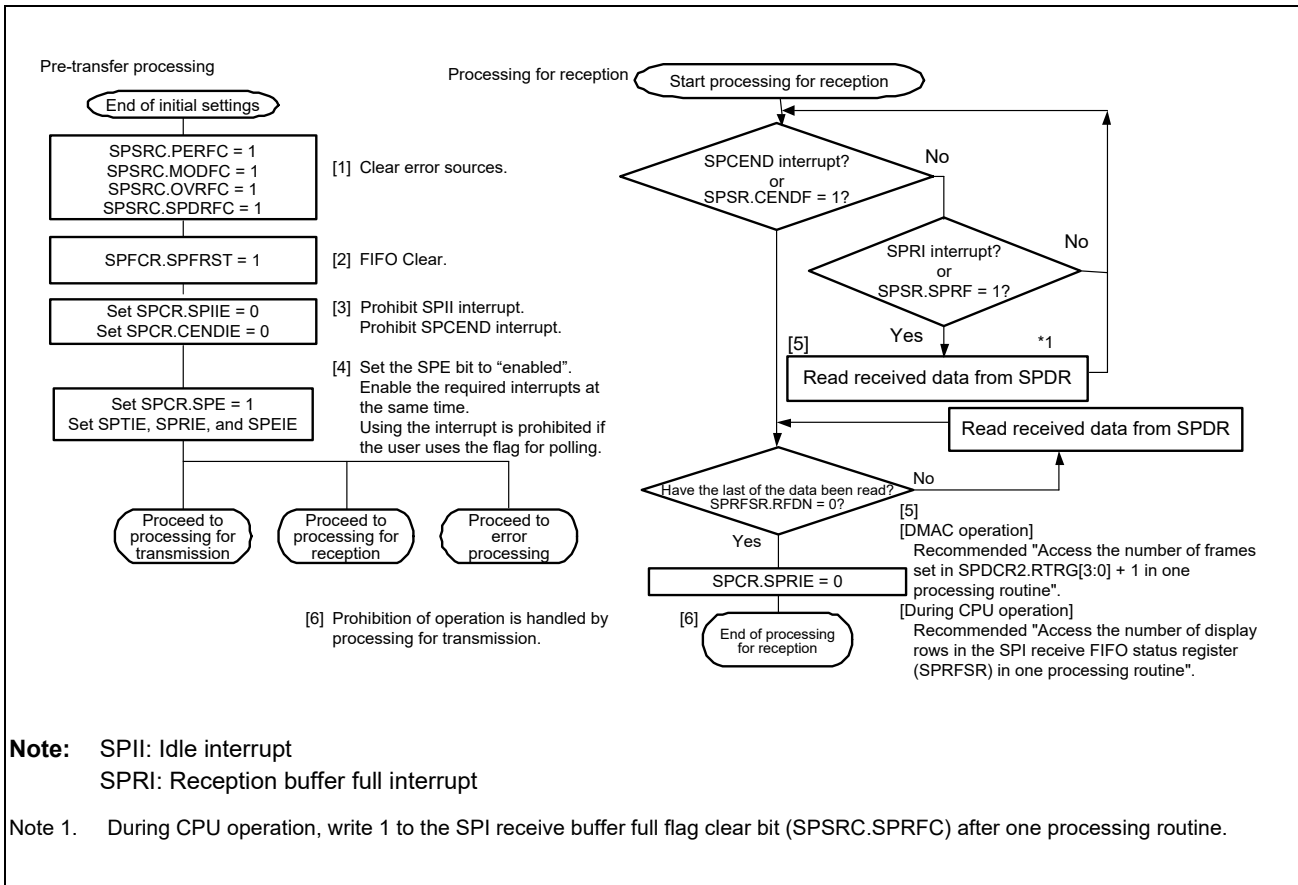 Pre-transfer processing
End of initial settings
SPSRC.PERFC = 1
SPSRC.MODFC = 1
SPSRC.OVRFC = 1
SPSRC.SPDRFC = 1
[1] Clear error sources.
SPFCR.SPFRST = 1
[2] FIFO Clear.
Set SPCR.SPIIE = 0
Set SPCR.CENDIE = 0
[3] Prohibit SPII interrupt.
Prohibit SPCEND interrupt.
[4] Set the SPE bit to “enabled”.
Enable the required interrupts at
the same time.
Using the interrupt is prohibited if
the user uses the flag for polling.
Set SPCR.SPE = 1
Set SPTIE, SPRIE, and SPEIE
Proceed to
processing for
transmission
Proceed to
processing for
reception
Proceed to
error
processing
[6] Prohibition of operation is handled by
processing for transmission.
Processing for reception
Start processing for reception
SPCEND interrupt?
or
SPSR.CENDF = 1?
No
SPRI interrupt?
or
SPSR.SPRF = 1?
No
Yes
[5]
*1
Read received data from SPDR
Read received data from SPDR
Have the last of the data been read?
SPRFSR.RFDN = 0?
No
Yes
[5]
[DMAC operation]
Recommended "Access the number of frames
set in SPDCR2.RTRG[3:0] + 1 in one
processing routine".
[During CPU operation]
Recommended "Access the number of display
rows in the SPI receive FIFO status register
(SPRFSR) in one processing routine".
SPCR.SPRIE = 0
[6]
End of processing
for reception
Note: SPII: Idle interrupt
SPRI: Reception buffer full interrupt
Note 1. During CPU operation, write 1 to the SPI receive buffer full flag clear bit (SPSRC.SPRFC) after one processing routine.